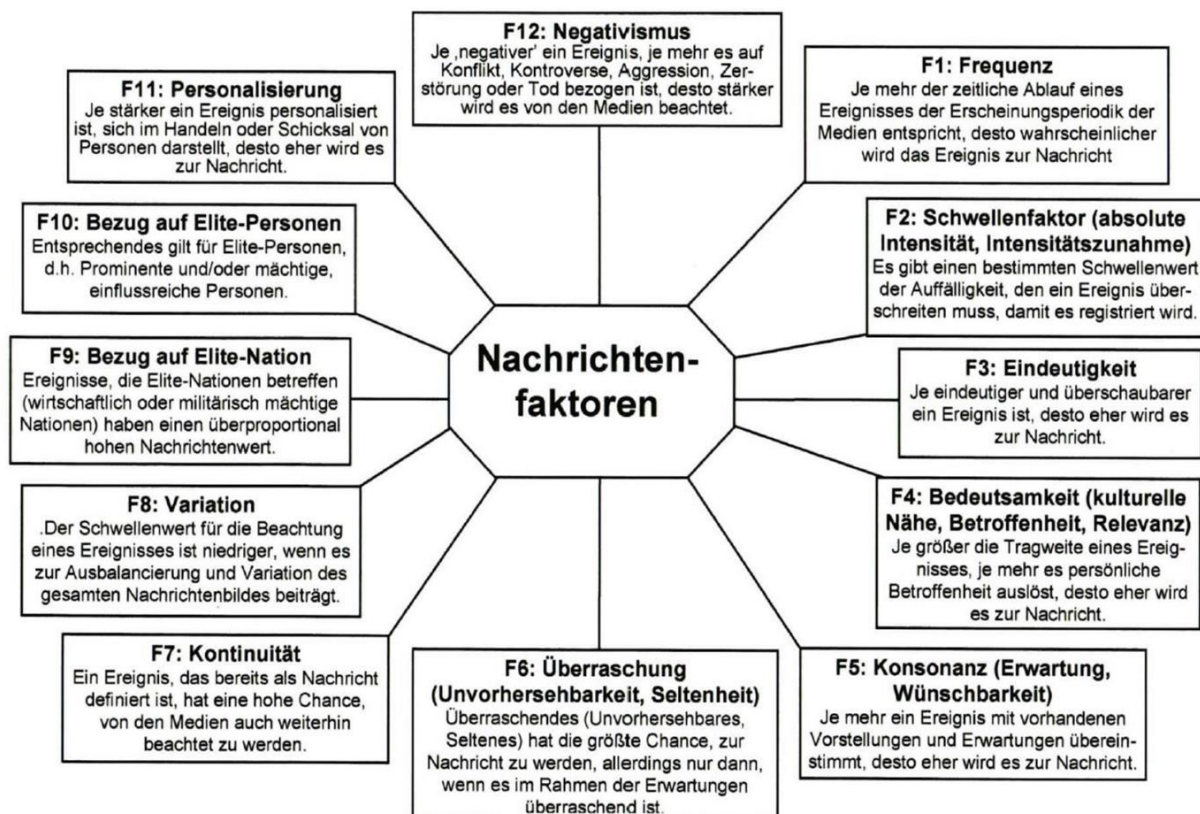 Nachrichten-
faktoren
F1: Frequenz
Je mehr der zeitliche Ablauf eines
Ereignisses der Erscheinungsperiodik der
Medien entspricht, desto wahrscheinlicher
wird das Ereignis zur Nachricht
F2: Schwellenfaktor (absolute
Intensität, Intensitätszunahme)
Es gibt einen bestimmten Schwellenwert
der Auffälligkeit, den ein Ereignis über-
schreiten muss, damit es registriert wird.
F3: Eindeutigkeit
Je eindeutiger und überschaubarer
ein Ereignis ist, desto eher wird es
zur Nachricht.
F4: Bedeutsamkeit (kulturelle
Nähe, Betroffenheit, Relevanz)
Je größer die Tragweite eines Ereig-
nisses, je mehr es persönliche
Betroffenheit auslöst, desto eher wird
es zur Nachricht.
F5: Konsonanz (Erwartung,
Wünschbarkeit)
Je mehr ein Ereignis mit vorhandenen
Vorstellungen und Erwartungen überein-
stimmt, desto eher wird es zur Nachricht.
F6: Überraschung
(Unvorhersehbarkeit, Seltenheit)
Überraschendes (Unvorhersehbares,
Seltenes) hat die größte Chance, zur
Nachricht zu werden, allerdings nur dann,
wenn es im Rahmen der Erwartungen
überraschend ist.
F7: Kontinuität
Ein Ereignis, das bereits als Nachricht
definiert ist, hat eine hohe Chance,
von den Medien auch weiterhin
beachtet zu werden.
F8: Variation
.Der Schwellenwert für die Beachtung
eines Ereignisses ist niedriger, wenn es
zur Ausbalancierung und Variation des
gesamten Nachrichtenbildes beiträgt.
F9: Bezug auf Elite-Nation
Ereignisse, die Elite-Nationen betreffen
(wirtschaftlich oder militärisch mächtige
Nationen) haben einen überproportional
hohen Nachrichtenwert.
F10: Bezug auf Elite-Personen
Entsprechendes gilt für Elite-Personen,
d.h. Prominente und/oder mächtige,
einflussreiche Personen.
F11: Personalisierung
Je stärker ein Ereignis personalisiert
ist, sich im Handeln oder Schicksal von
Personen darstellt, desto eher wird es
zur Nachricht.
F12: Negativismus
Je ‚negativer' ein Ereignis, je mehr es auf
Konflikt, Kontroverse, Aggression, Zer-
störung oder Tod bezogen ist, desto stärker
wird es von den Medien beachtet.